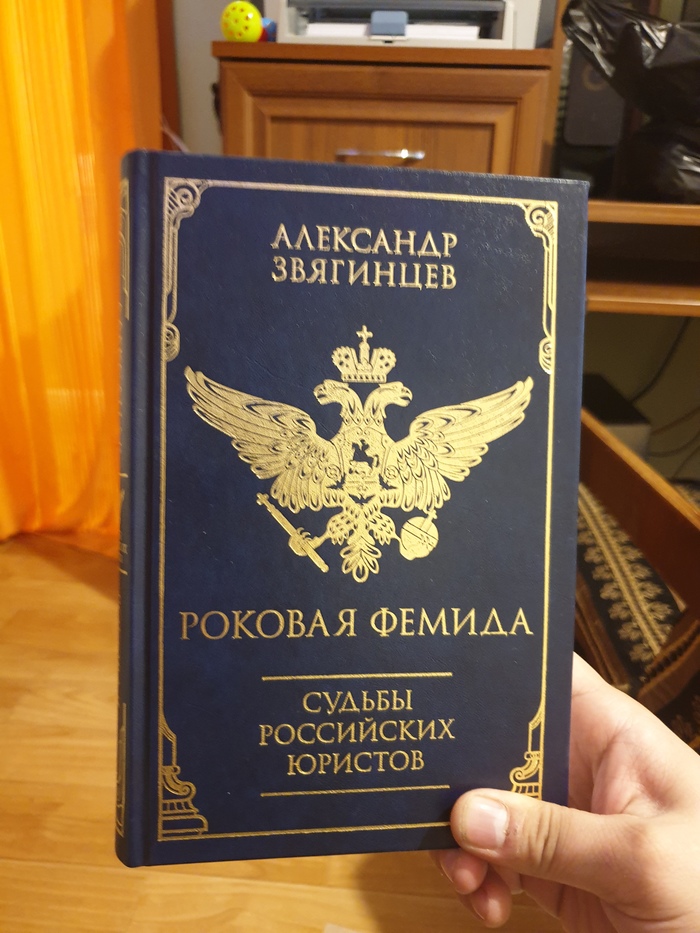 АЛЕКСАНДР
ЗВЯГИНЦЕВ
РОКОВАЯ ФЕМИДА
СУДЬБЫ
РОССИЙСКИХ
ЮРИСТОВ